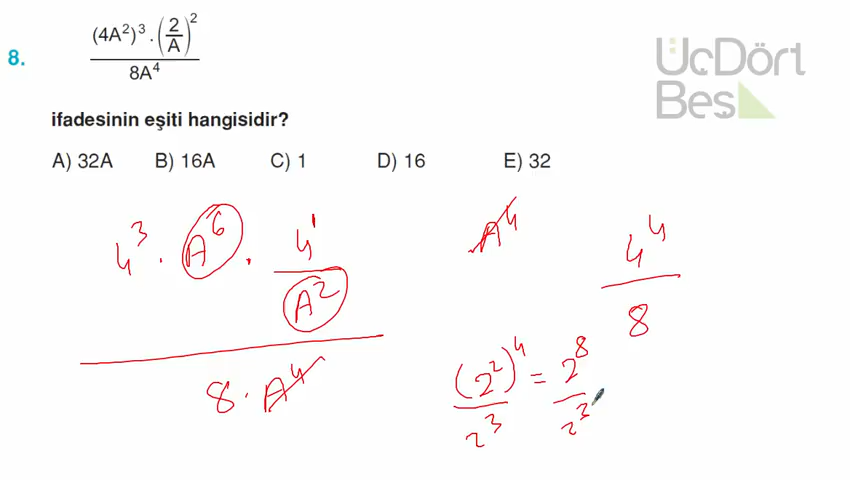 8.
(4A²)³ . (2/A)²
8A⁴
ifadesinin eşiti hangisidir?
A) 32A B) 16A C) 1 D) 16 E) 32
ÜçDört
Beş
4³ . A⁶ . 4¹/A²
8 . A⁴
A⁴
4⁴
8
(2²)⁴ = 2⁸
2³ 2³